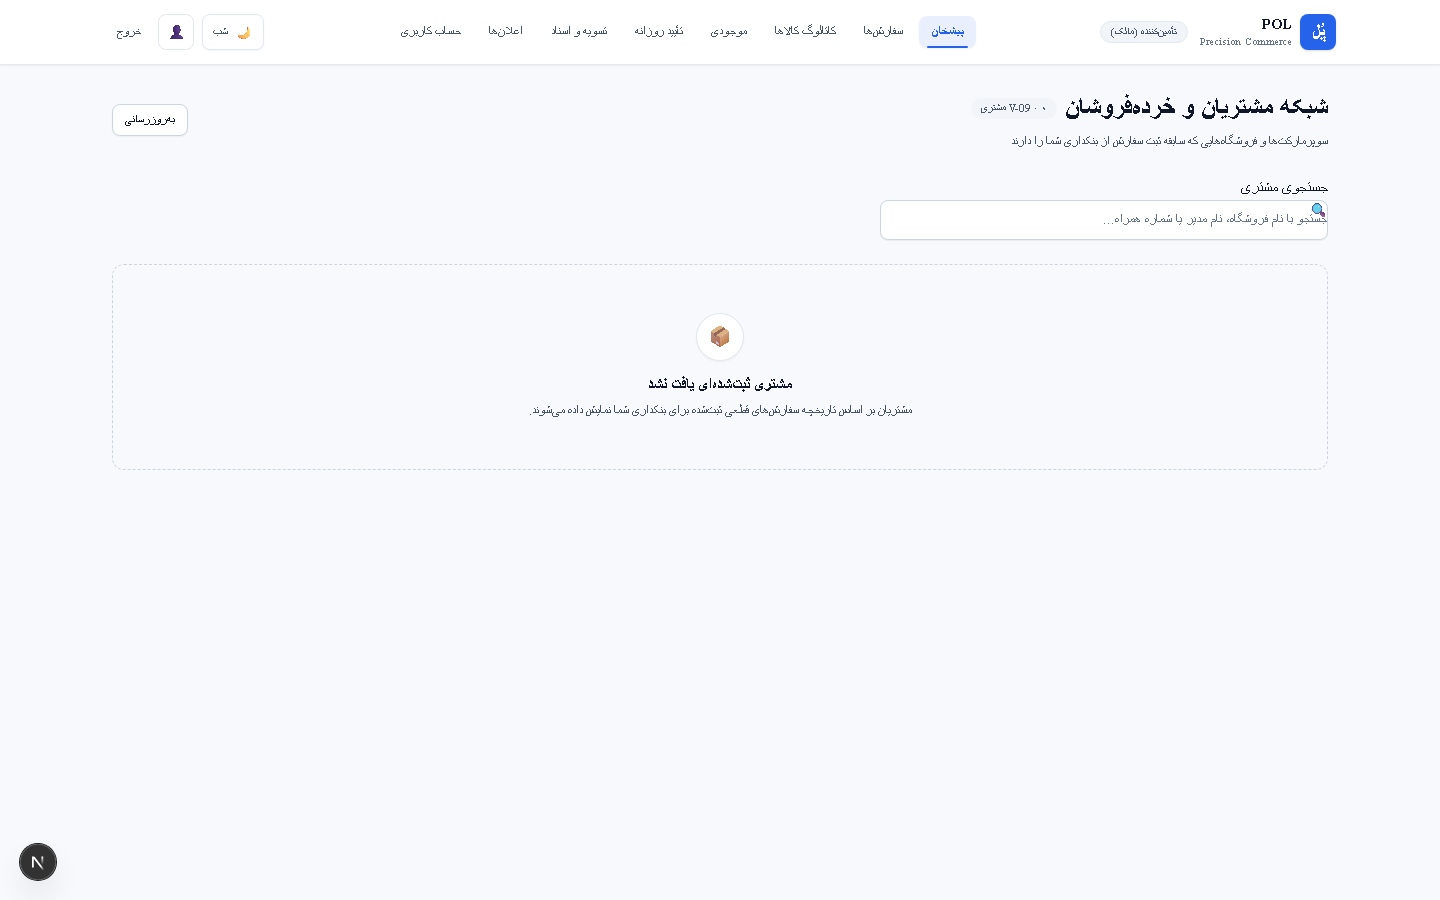 پُل
POL
Precision Commerce
تأمین‌کننده (مالک)
پیشخان
سفارش‌ها
کاتالوگ کالاها
موجودی
تأیید روزانه
تسویه و اسناد
اعلان‌ها
حساب کاربری
شب
خروج
شبکه مشتریان و خرده‌فروشان
V-09 · ۰ مشتری
به‌روزرسانی
سوپرمارکت‌ها و فروشگاه‌هایی که سابقه ثبت سفارش از بنکداری شما را دارند
جستجوی مشتری
جستجو با نام فروشگاه، نام مدیر یا شماره همراه...
مشتری ثبت‌شده‌ای یافت نشد
مشتریان بر اساس تاریخچه سفارش‌های قطعی ثبت‌شده برای بنکداری شما نمایش داده می‌شوند.
N